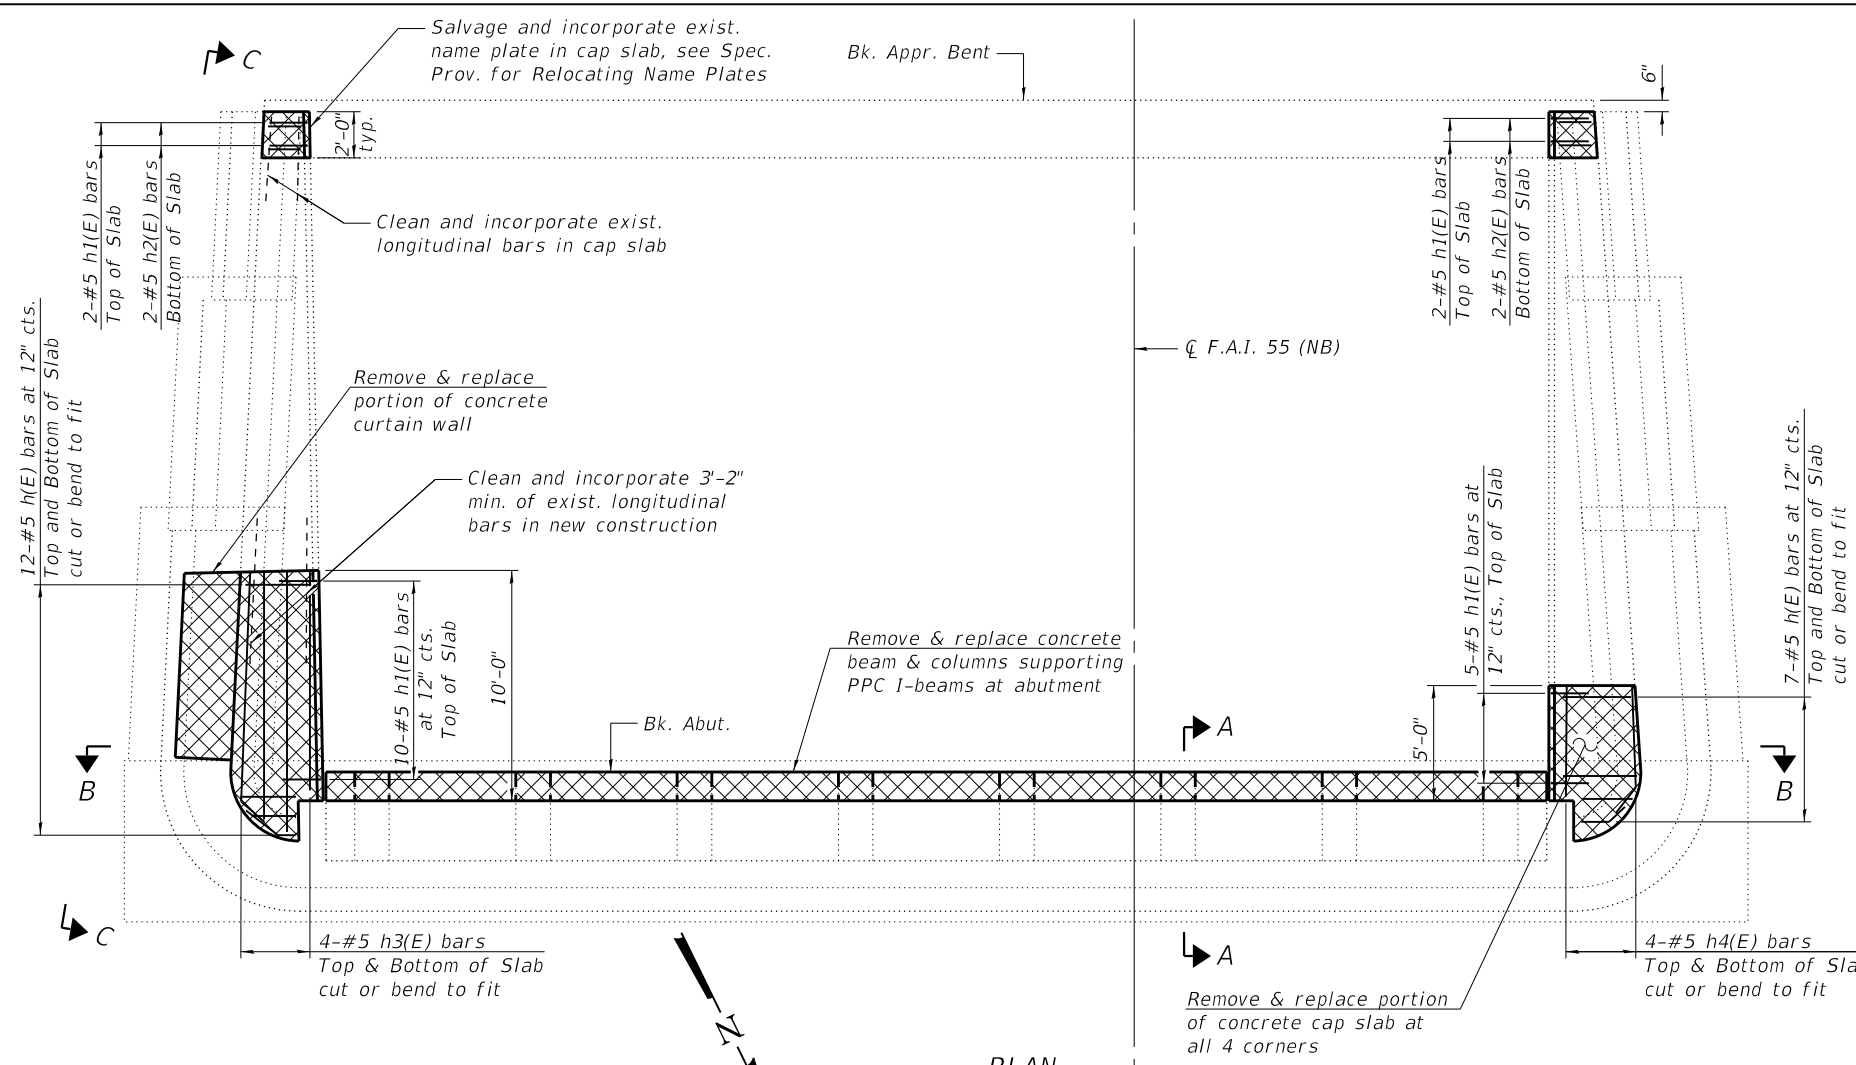 Salvage and incorporate exist.
name plate in cap slab, see Spec.
Prov. for Relocating Name Plates
Bk. Appr. Bent
6"
C
2'-0"
typ.
2-#5 h1(E) bars
Top of Slab
2-#5 h2(E) bars
Bottom of Slab
2-#5 h1(E) bars
Top of Slab
2-#5 h2(E) bars
Bottom of Slab
Clean and incorporate exist.
longitudinal bars in cap slab
℄ F.A.I. 55 (NB)
12-#5 h(E) bars at 12" cts.
Top and Bottom of Slab
cut or bend to fit
Remove & replace
portion of concrete
curtain wall
Clean and incorporate 3'-2"
min. of exist. longitudinal
bars in new construction
10-#5 h1(E) bars
at 12" cts.
Top of Slab
10'-0"
Remove & replace concrete
beam & columns supporting
PPC I-beams at abutment
Bk. Abut.
5-#5 h1(E) bars at
12" cts., Top of Slab
7-#5 h(E) bars at 12" cts.
Top and Bottom of Slab
cut or bend to fit
5'-0"
A
B
B
C
A
4-#5 h3(E) bars
Top & Bottom of Slab
cut or bend to fit
4-#5 h4(E) bars
Top & Bottom of Sla
cut or bend to fit
Remove & replace portion
of concrete cap slab at
all 4 corners
N
PLAN